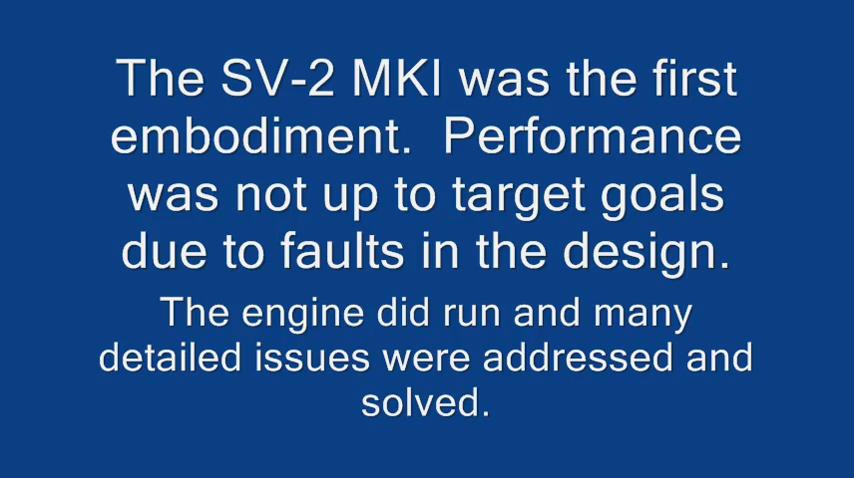 The SV-2 MKI was the first
embodiment.  Performance
was not up to target goals
due to faults in the design.
The engine did run and many
detailed issues were addressed and
solved.